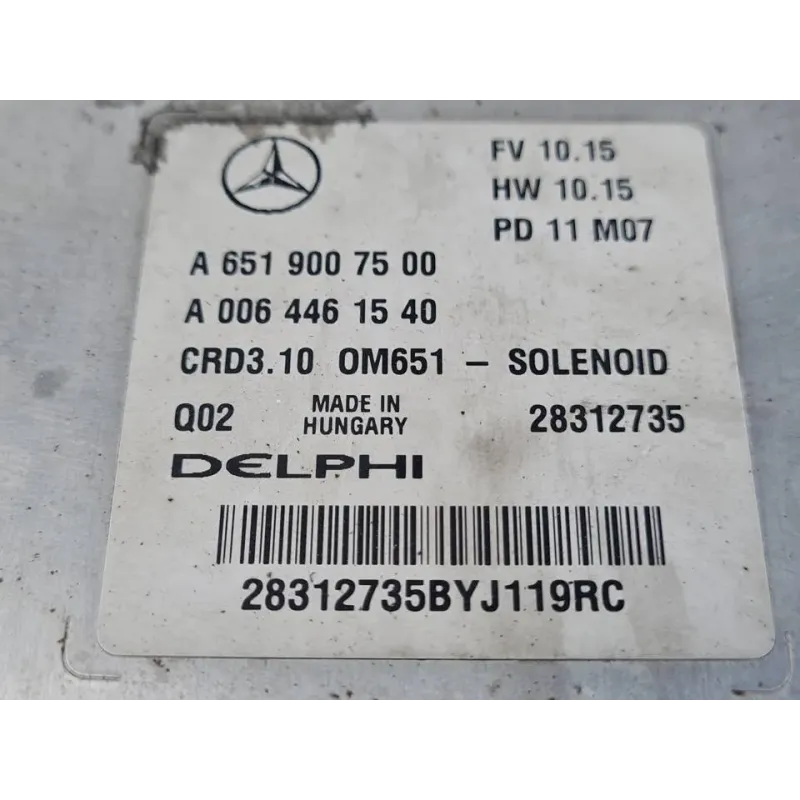 FV 10.15
HW 10.15
PD 11 M07
A 651 900 75 00
A 006 446 15 40
CRD3.10 OM651 – SOLENOID
Q02 MADE IN HUNGARY 28312735
DELPHI
28312735BYJ119RC